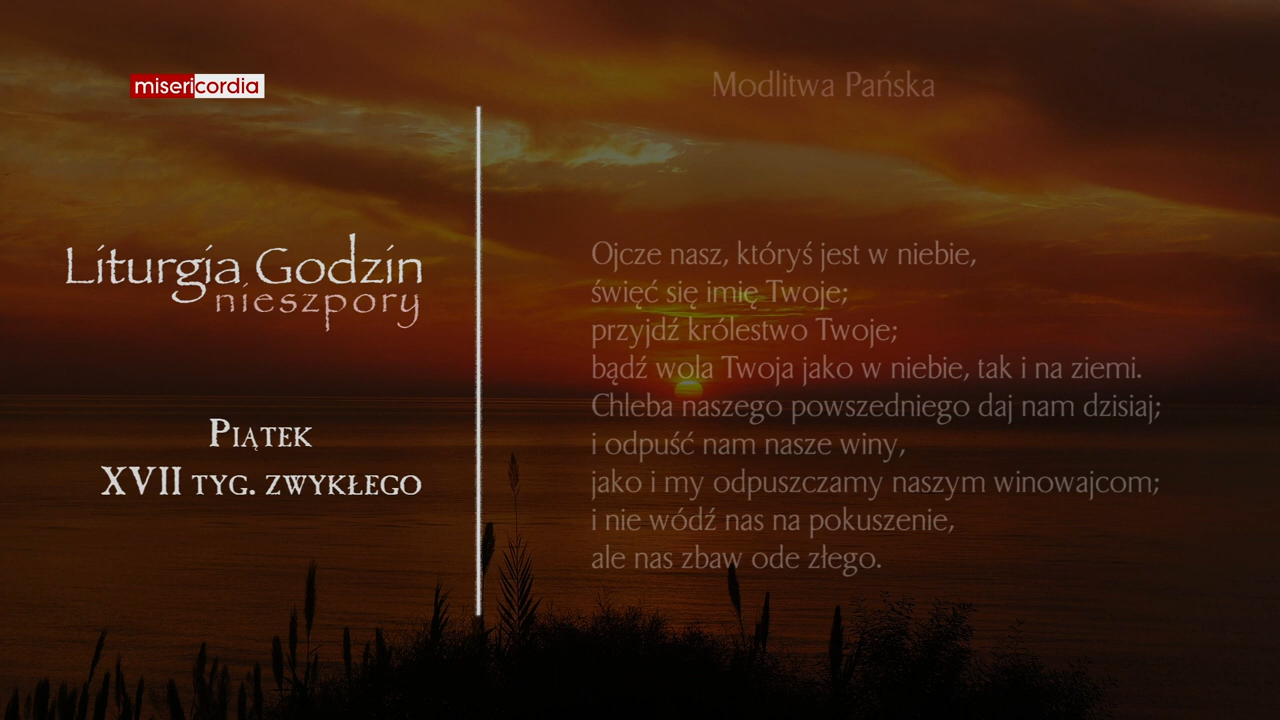 misericordia
Liturgia Godzin
nieszpory
Piątek
XVII tyg. zwykłego
Modlitwa Pańska
Ojcze nasz, któryś jest w niebie,
święć się imię Twoje;
przyjdź królestwo Twoje;
bądź wola Twoja jako w niebie, tak i na ziemi.
Chleba naszego powszedniego daj nam dzisiaj;
i odpuść nam nasze winy,
jako i my odpuszczamy naszym winowajcom;
i nie wódź nas na pokuszenie,
ale nas zbaw ode złego.